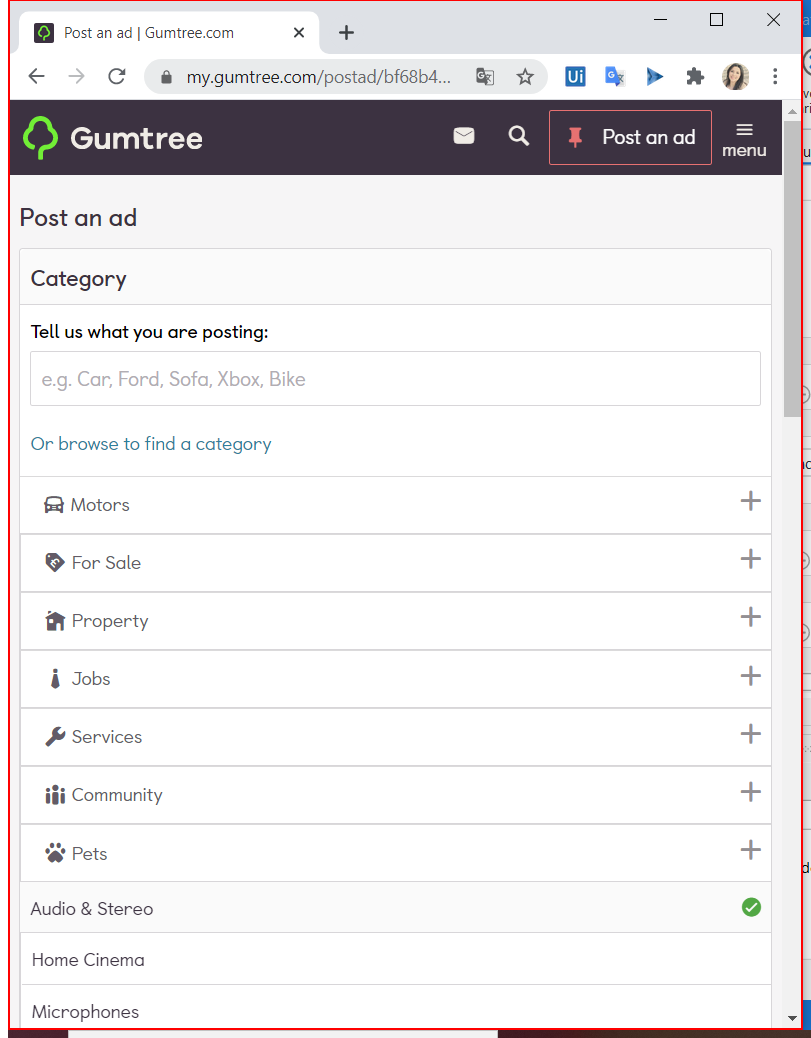 Post an ad | Gumtree.com
my.gumtree.com/postad/bf68b4...
Ui
Gumtree
Post an ad
menu
Post an ad
Category
Tell us what you are posting:
e.g. Car, Ford, Sofa, Xbox, Bike
Or browse to find a category
Motors
For Sale
Property
Jobs
Services
Community
Pets
Audio & Stereo
Home Cinema
Microphones